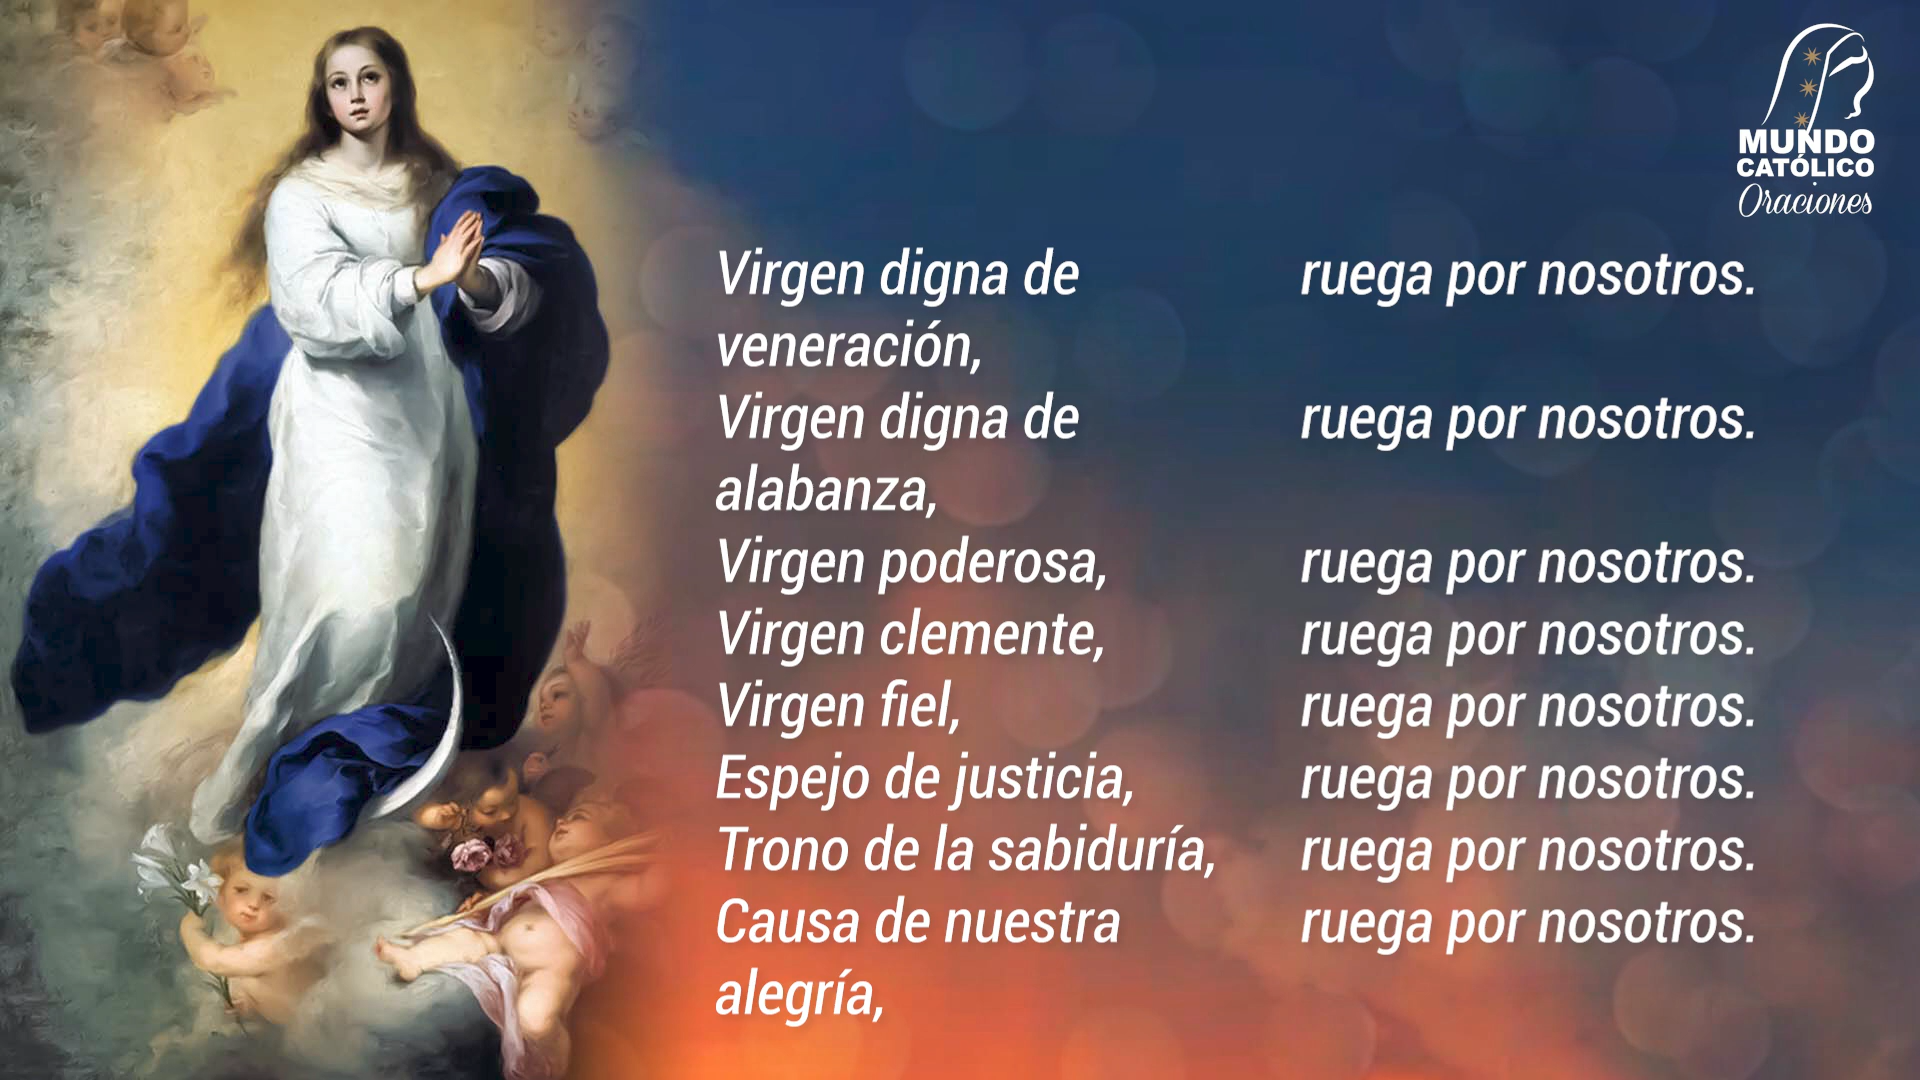 MUNDO
CATÓLICO
Oraciones
Virgen digna de ruega por nosotros.
veneración,
Virgen digna de ruega por nosotros.
alabanza,
Virgen poderosa, ruega por nosotros.
Virgen clemente, ruega por nosotros.
Virgen fiel, ruega por nosotros.
Espejo de justicia, ruega por nosotros.
Trono de la sabiduría, ruega por nosotros.
Causa de nuestra ruega por nosotros.
alegría,